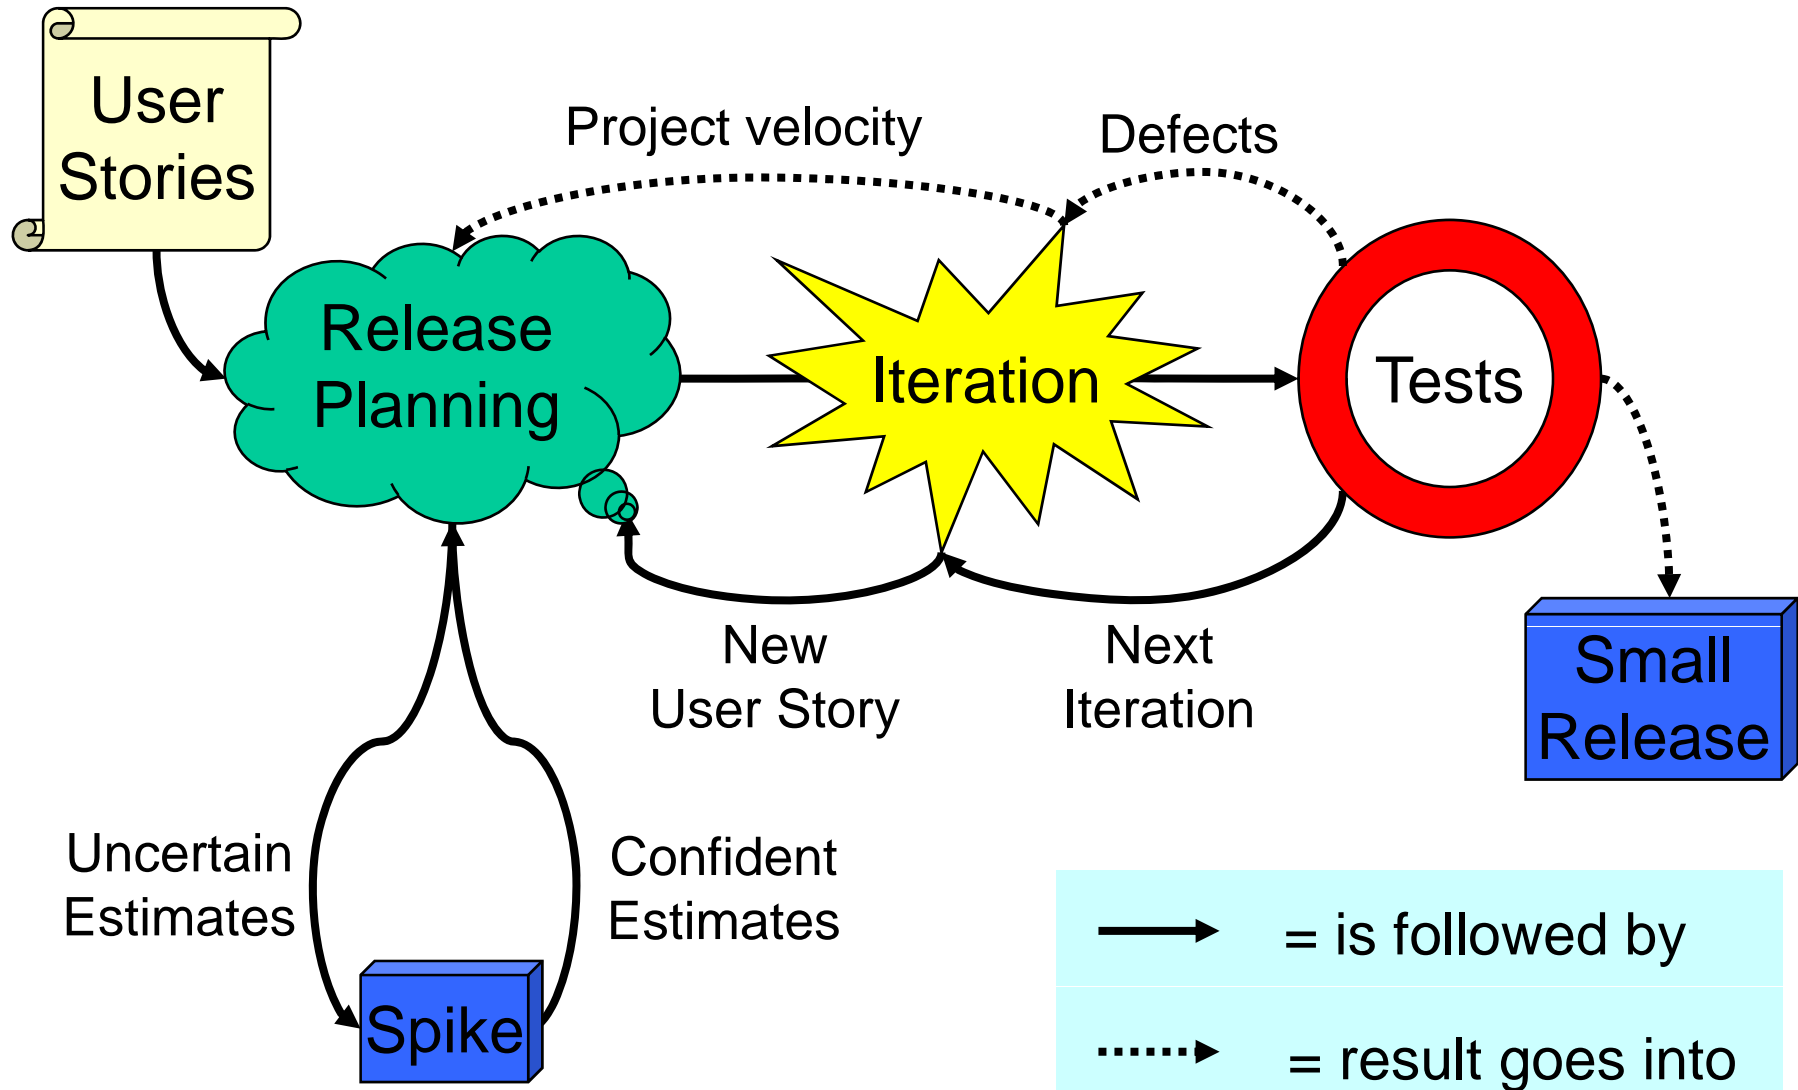 User
Stories
Project velocity
Defects
Release
Planning
Iteration
Tests
New
User Story
Next
Iteration
Small
Release
Uncertain
Estimates
Confident
Estimates
Spike
= is followed by
= result goes into